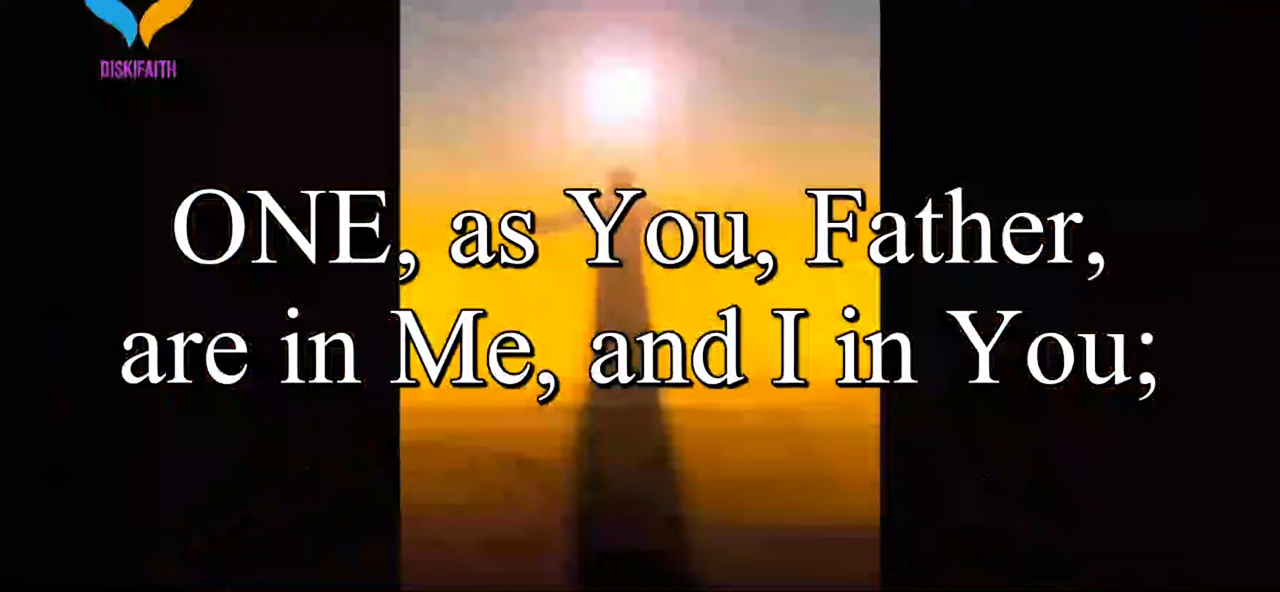 DISKIFAITH
ONE, as You, Father,
are in Me, and I in You;